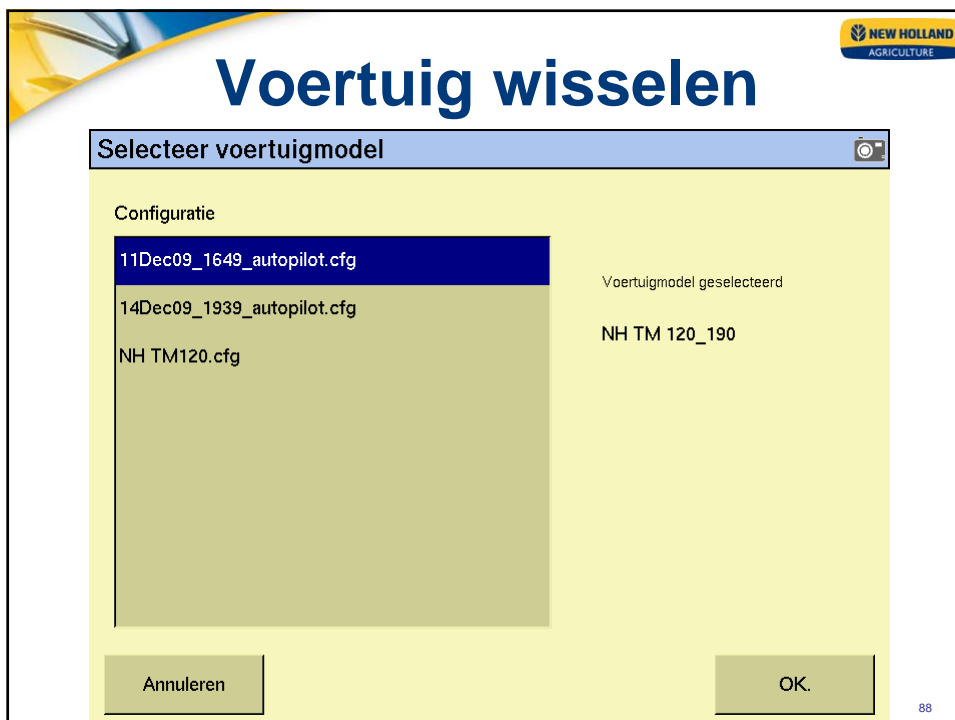 NEW HOLLAND
AGRICULTURE
Voertuig wisselen
Selecteer voertuigmodel
Configuratie
11Dec09_1649_autopilot.cfg
14Dec09_1939_autopilot.cfg
NH TM120.cfg
Voertuigmodel geselecteerd
NH TM 120_190
Annuleren
OK.
88